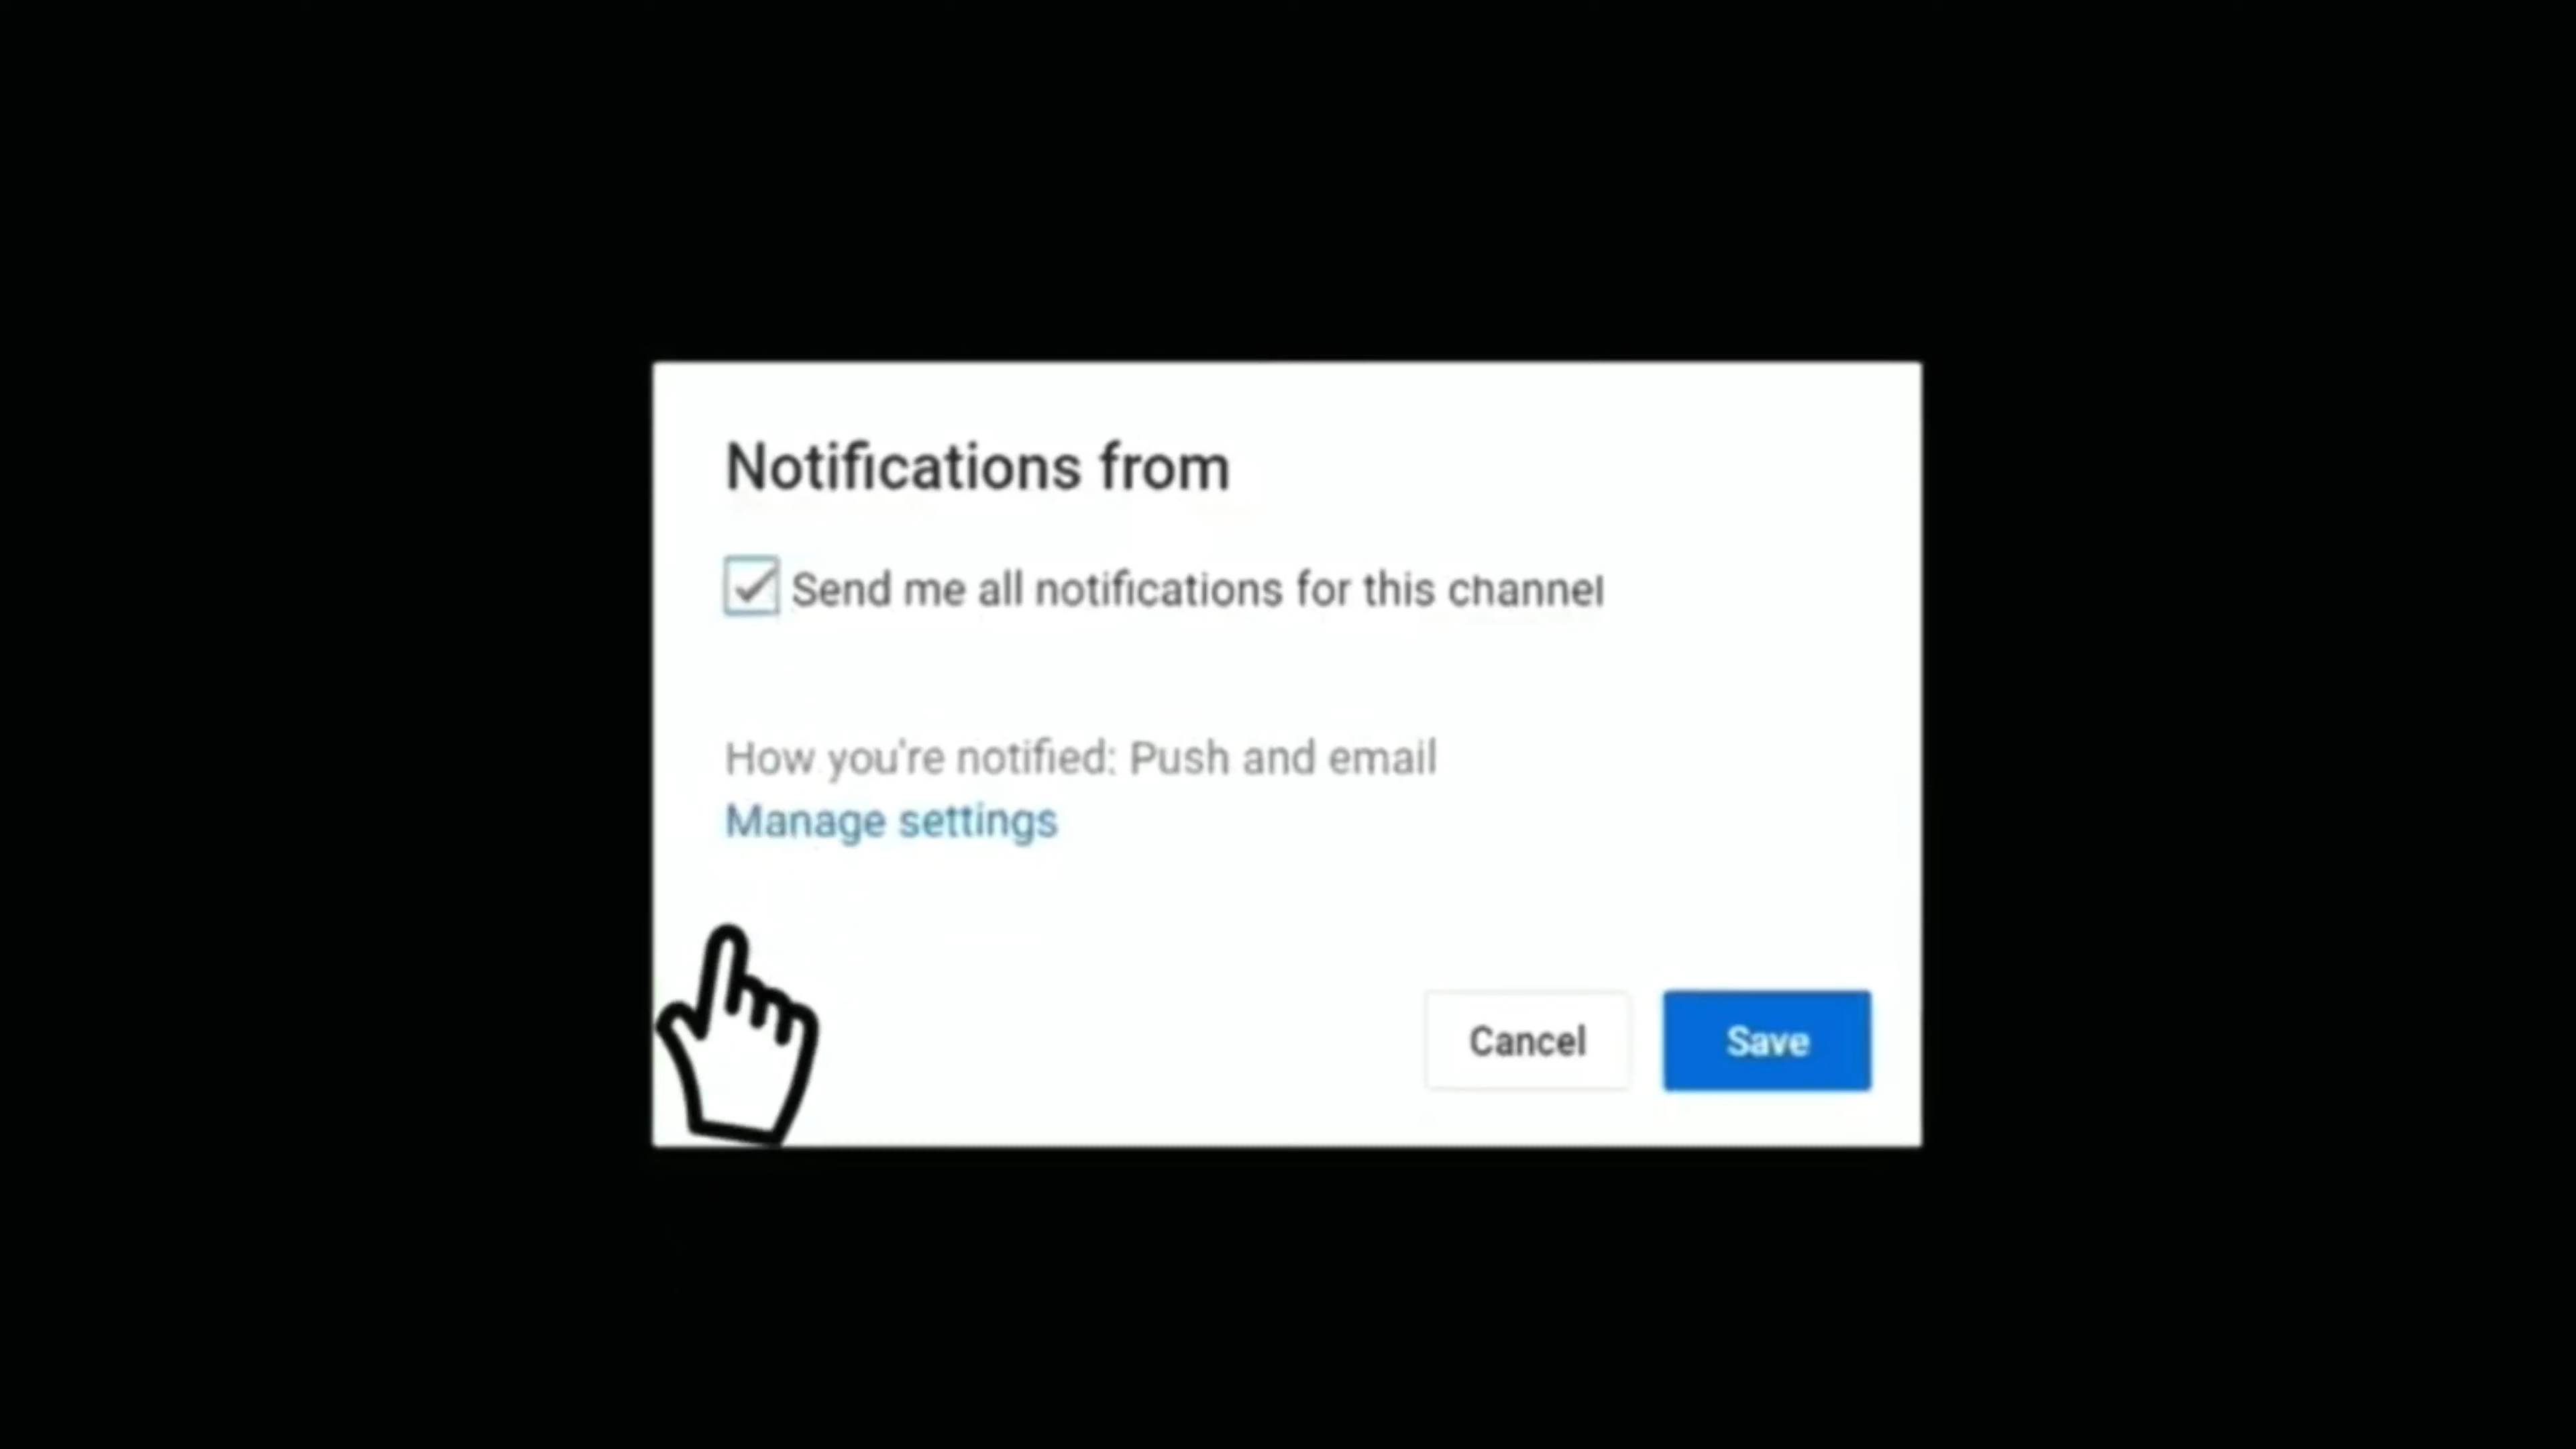 Notifications from
Send me all notifications for this channel
How you're notified: Push and email
Manage settings
Cancel
Save